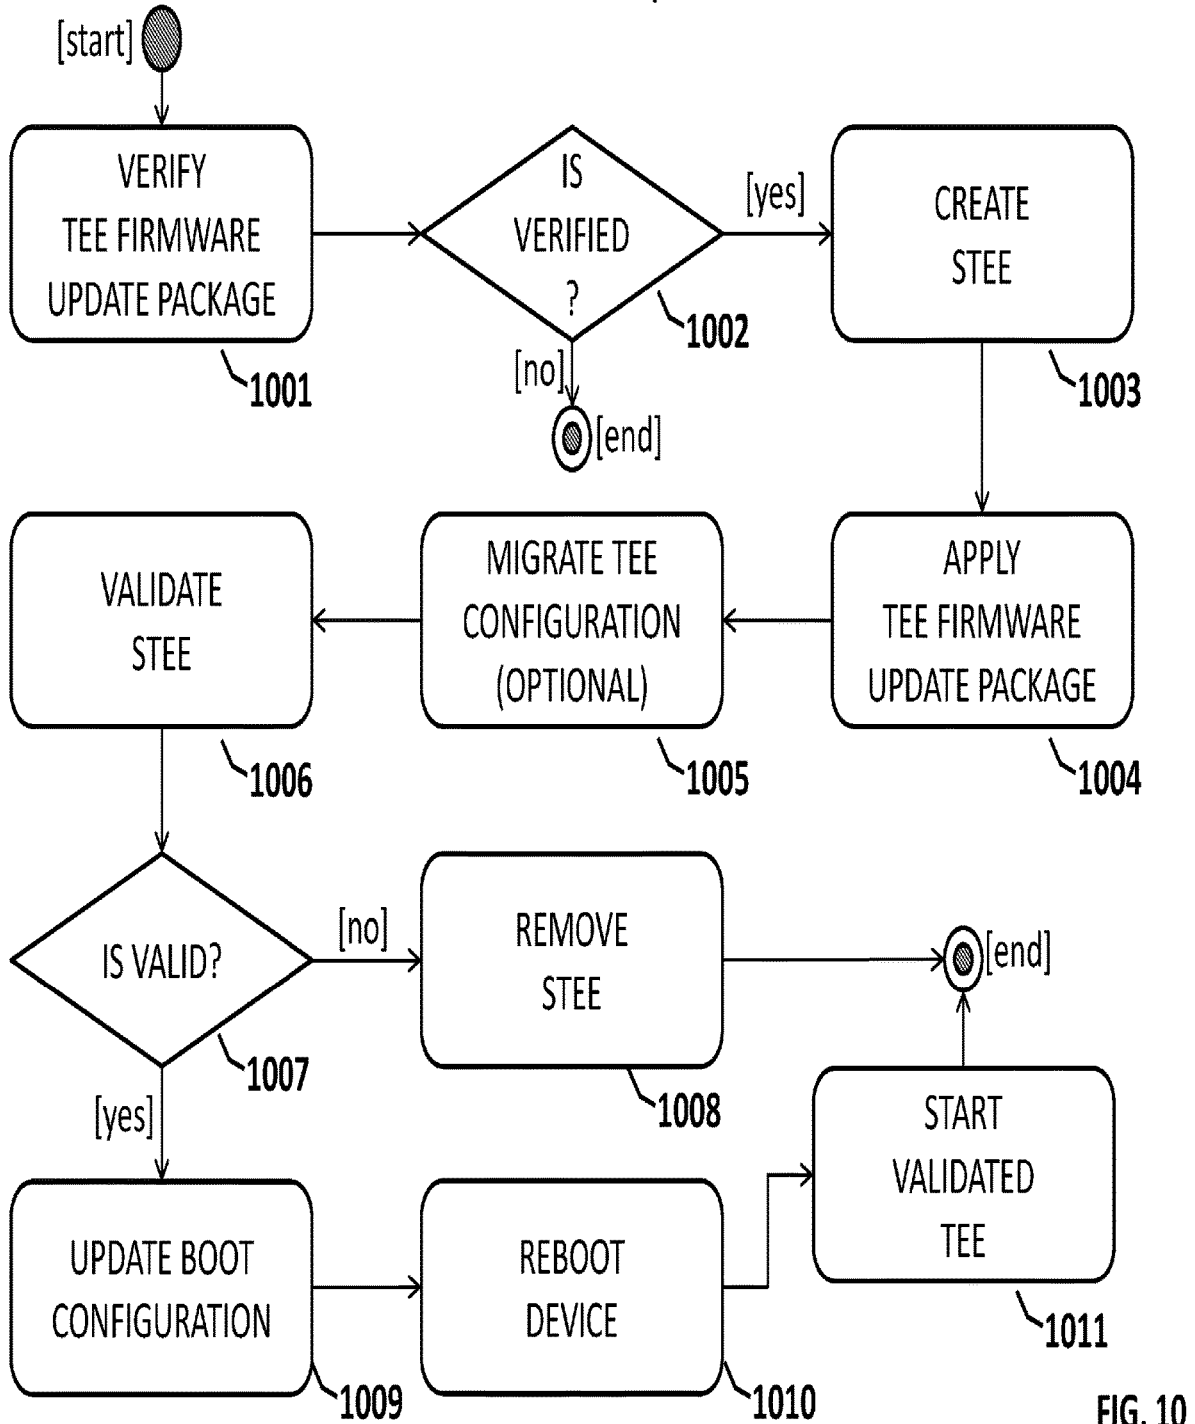 [start]
VERIFY
TEE FIRMWARE
UPDATE PACKAGE
1001
IS
VERIFIED
?
1002
[yes]
[no]
[end]
CREATE
STEE
1003
APPLY
TEE FIRMWARE
UPDATE PACKAGE
1004
MIGRATE TEE
CONFIGURATION
(OPTIONAL)
1005
VALIDATE
STEE
1006
IS VALID?
1007
[no]
REMOVE
STEE
1008
[end]
[yes]
UPDATE BOOT
CONFIGURATION
1009
REBOOT
DEVICE
1010
START
VALIDATED
TEE
1011
FIG. 10